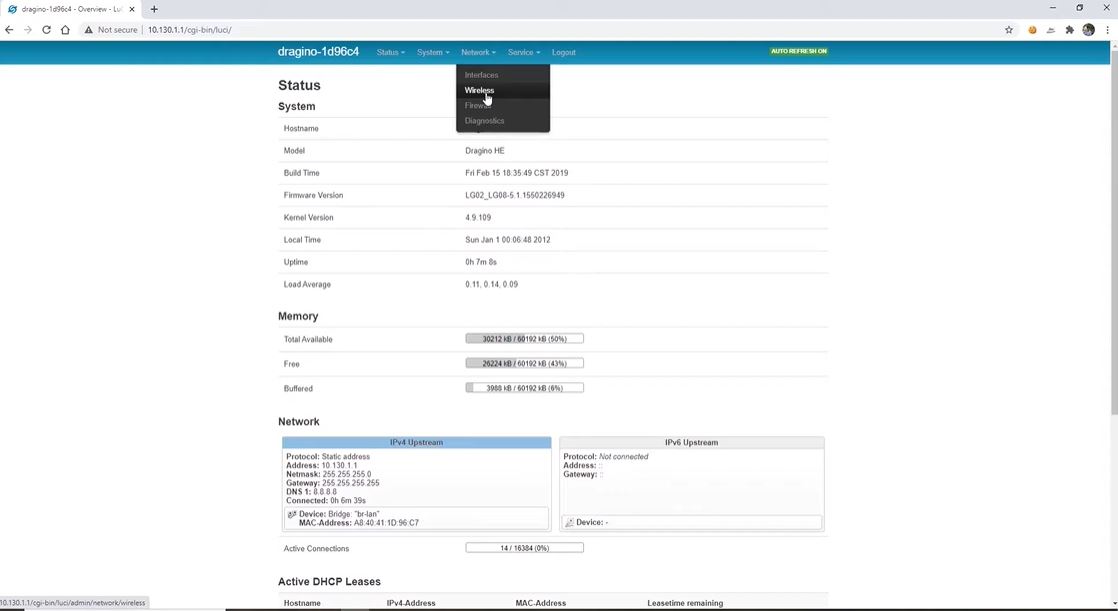 dragino-1d96c4 - Overview - Lu
Not secure | 10.130.1.1/cgi-bin/luci/
dragino-1d96c4 Status System Network Service Logout AUTO REFRESH ON
Interfaces
Wireless
Diagnostics
Status
System
Hostname
Model Dragino HE
Build Time Fri Feb 15 18:35:49 CST 2019
Firmware Version LG02_LG08-5.1.1550226949
Kernel Version 4.9.109
Local Time Sun Jan 1 00:06:48 2012
Uptime 0h 7m 8s
Load Average 0.11, 0.14, 0.09
Memory
Total Available 30212 kB / 60192 kB (50%)
Free 26224 kB / 60192 kB (43%)
Buffered 3988 kB / 60192 kB (6%)
Network
IPv4 Upstream
Protocol: Static address
Address: 10.130.1.1
Netmask: 255.255.255.0
Gateway: 255.255.255.255
DNS 1: 8.8.8.8
Connected: 0h 6m 39s
Device: Bridge: "br-lan"
MAC-Address: A8:40:41:1D:96:C7
IPv6 Upstream
Protocol: Not connected
Address: ::
Gateway: ::
Device: -
Active Connections 14 / 16384 (0%)
Active DHCP Leases
Hostname IPv4-Address MAC-Address Leasetime remaining
10.130.1.1/cgi-bin/luci/admin/network/wireless